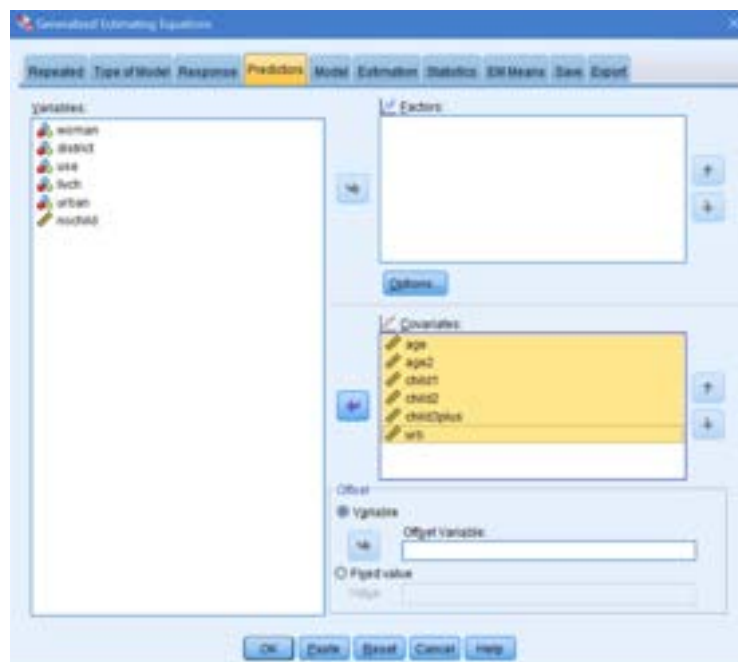 Generalized Estimating Equations
Repeated Type of Model Response Predictors Model Estimation Statistics EM Means Save Export
Variables:
woman
district
use
livch
urban
nochild
Factors:
Options...
Covariates:
age
age2
child1
child2
child3plus
urb
Offset
Variable
Offset Variable:
Fixed value
Value:
OK Paste Reset Cancel Help